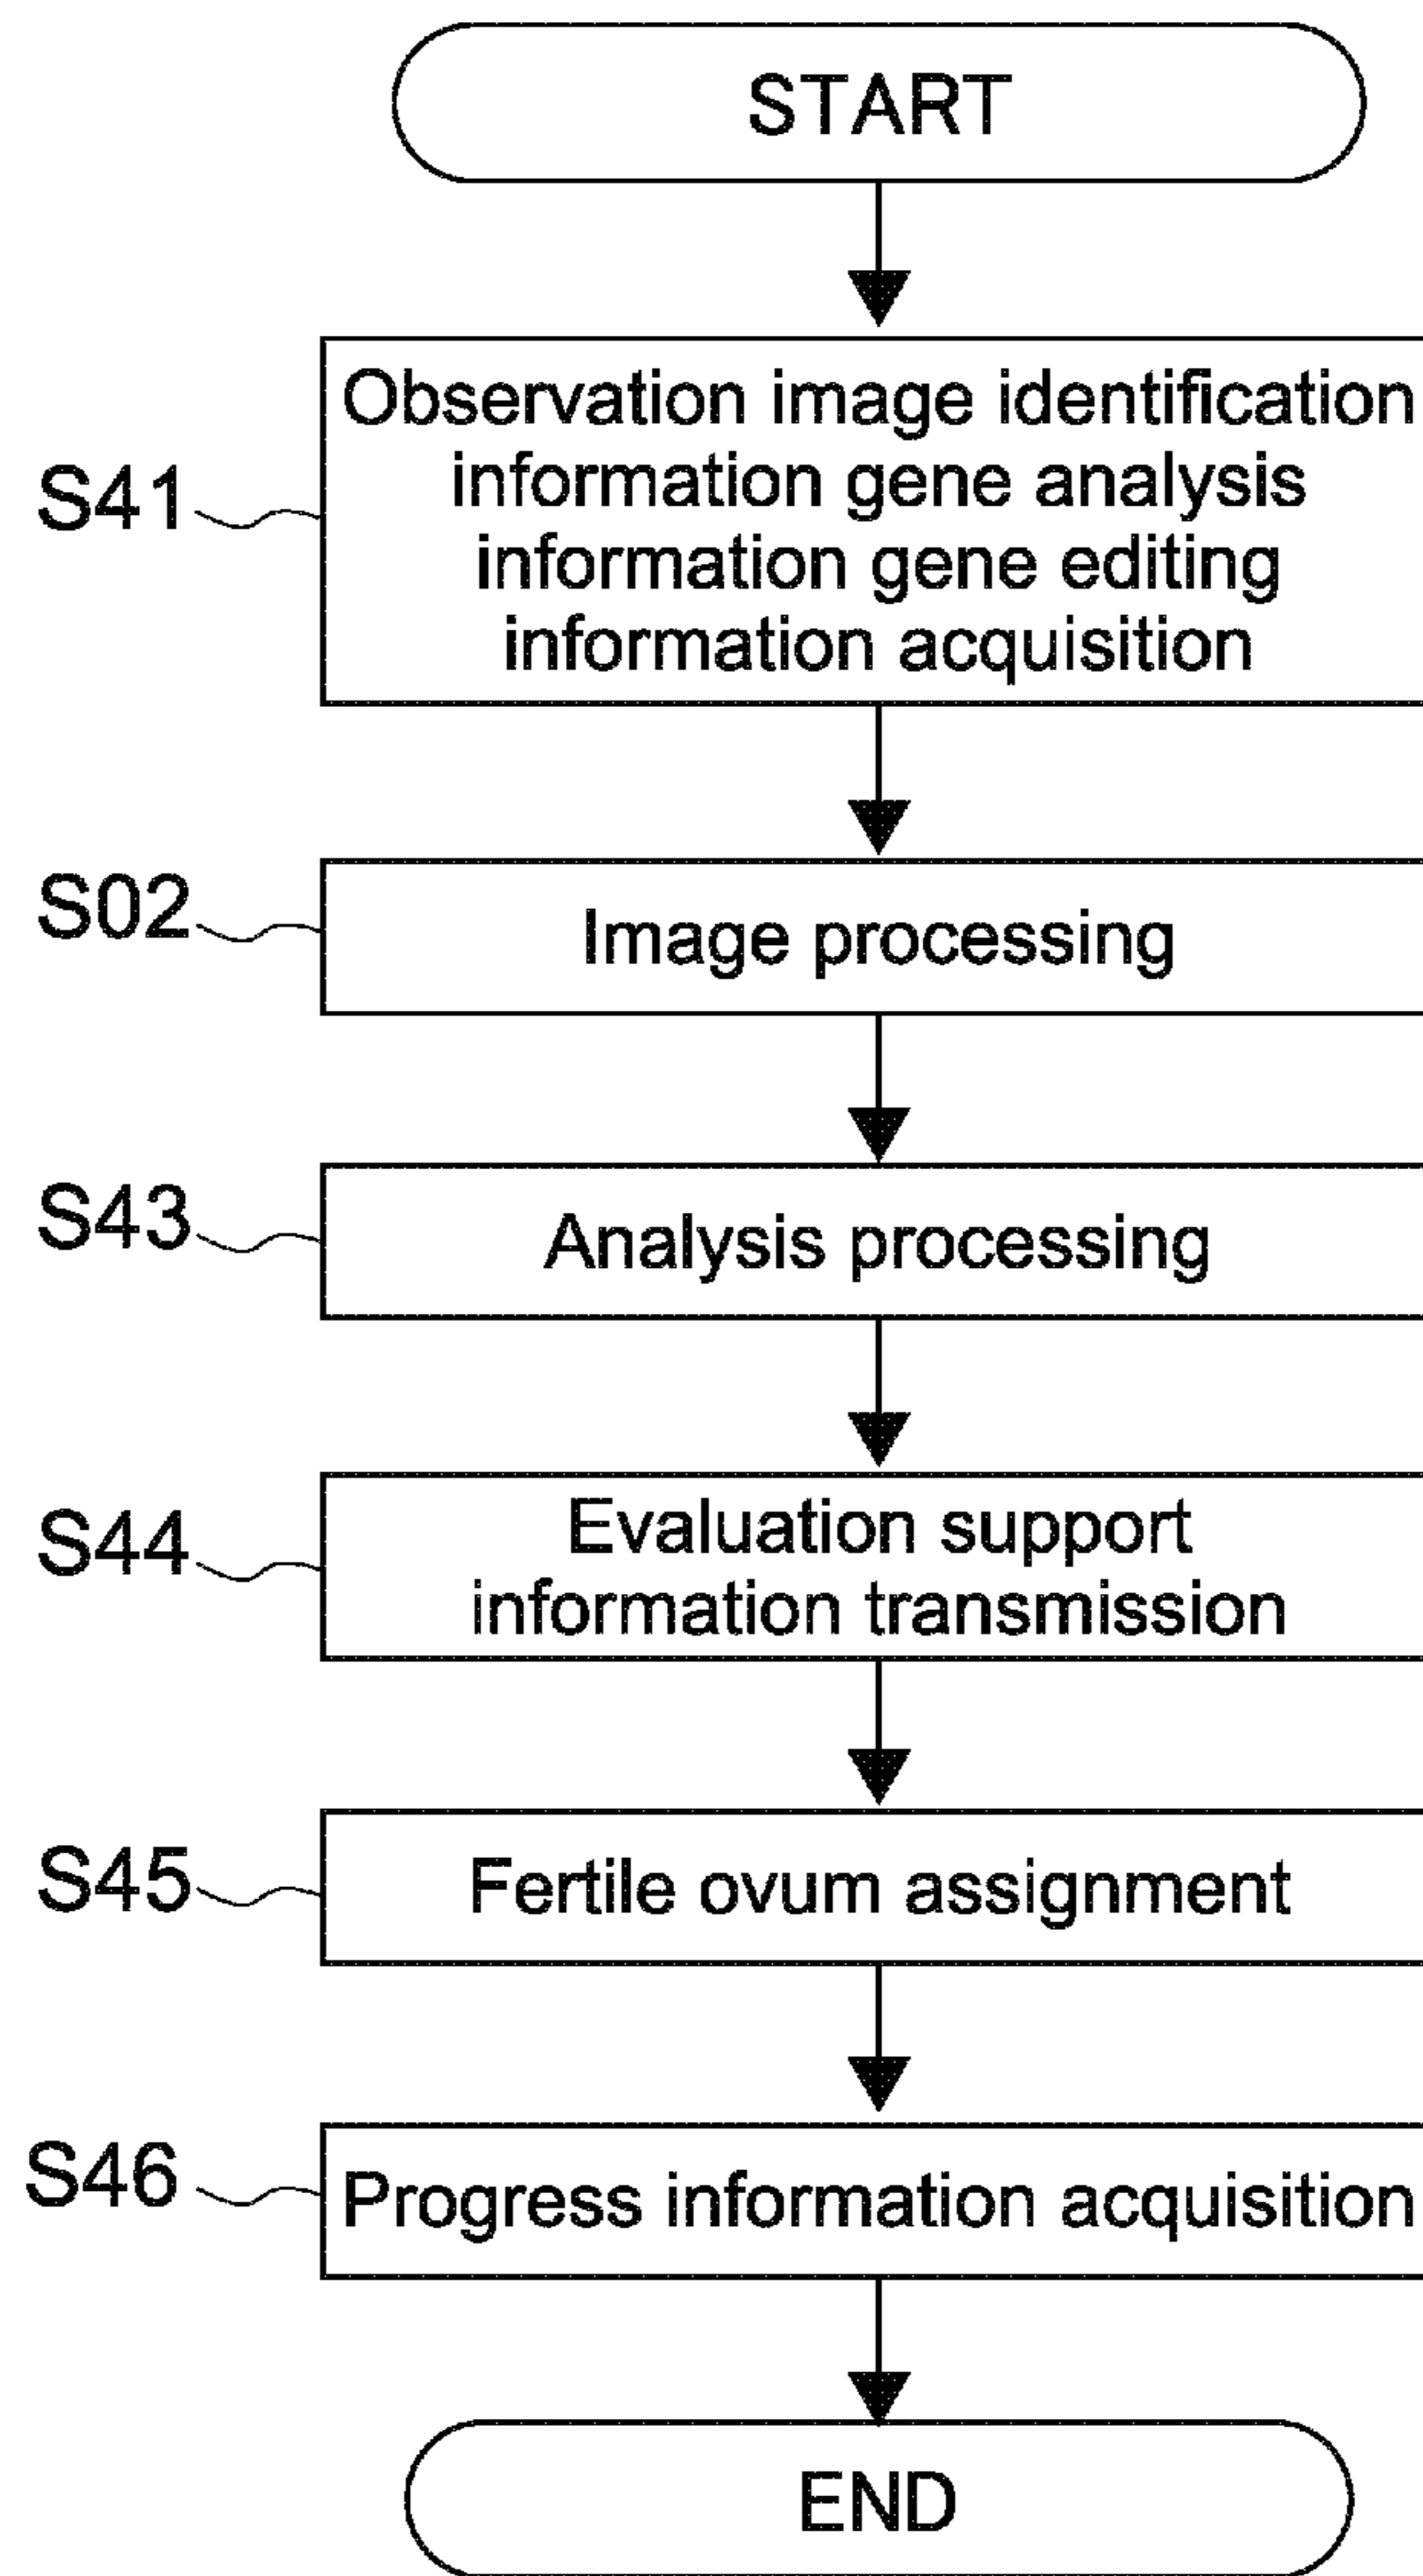 START
S41
Observation image identification
information gene analysis
information gene editing
information acquisition
S02
Image processing
S43
Analysis processing
S44
Evaluation support
information transmission
S45
Fertile ovum assignment
S46
Progress information acquisition
END